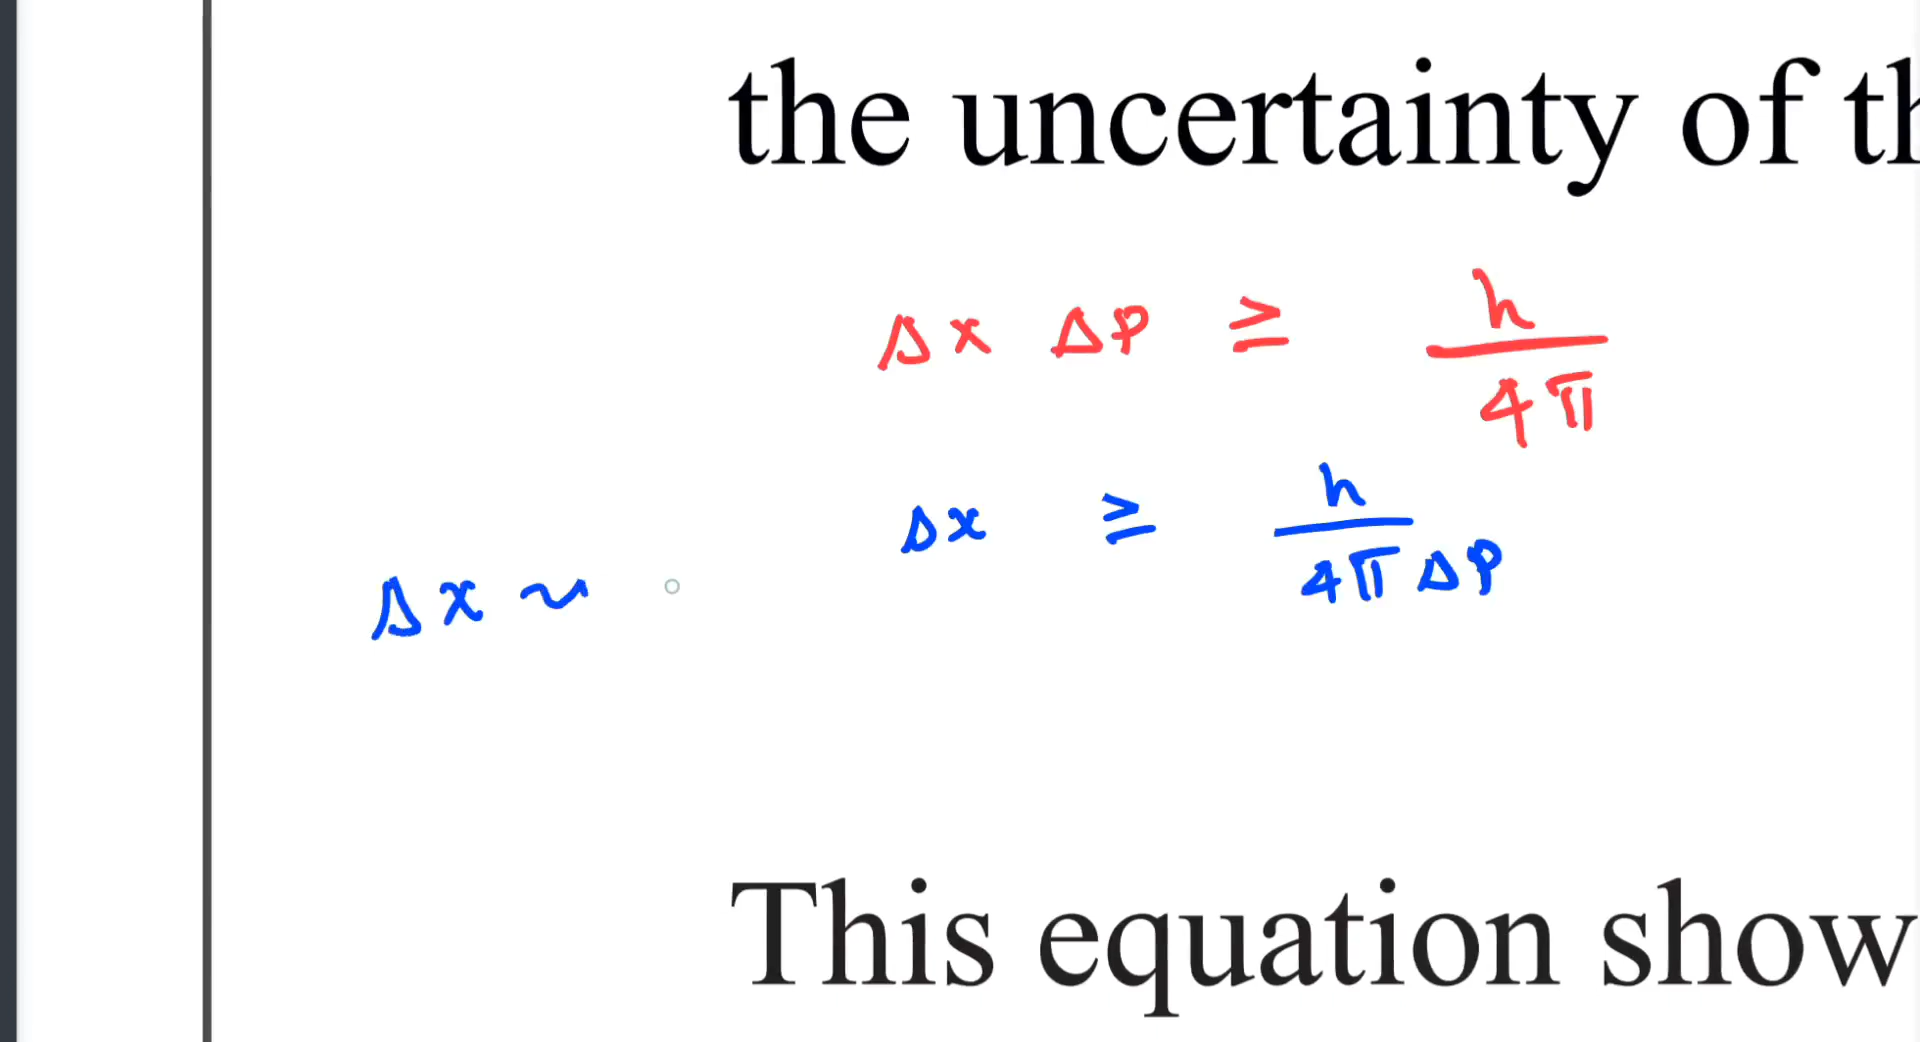 the uncertainty of th
Δx Δp ≥ h/4π
Δx ≥ h/4πΔp
Δx ~
This equation show